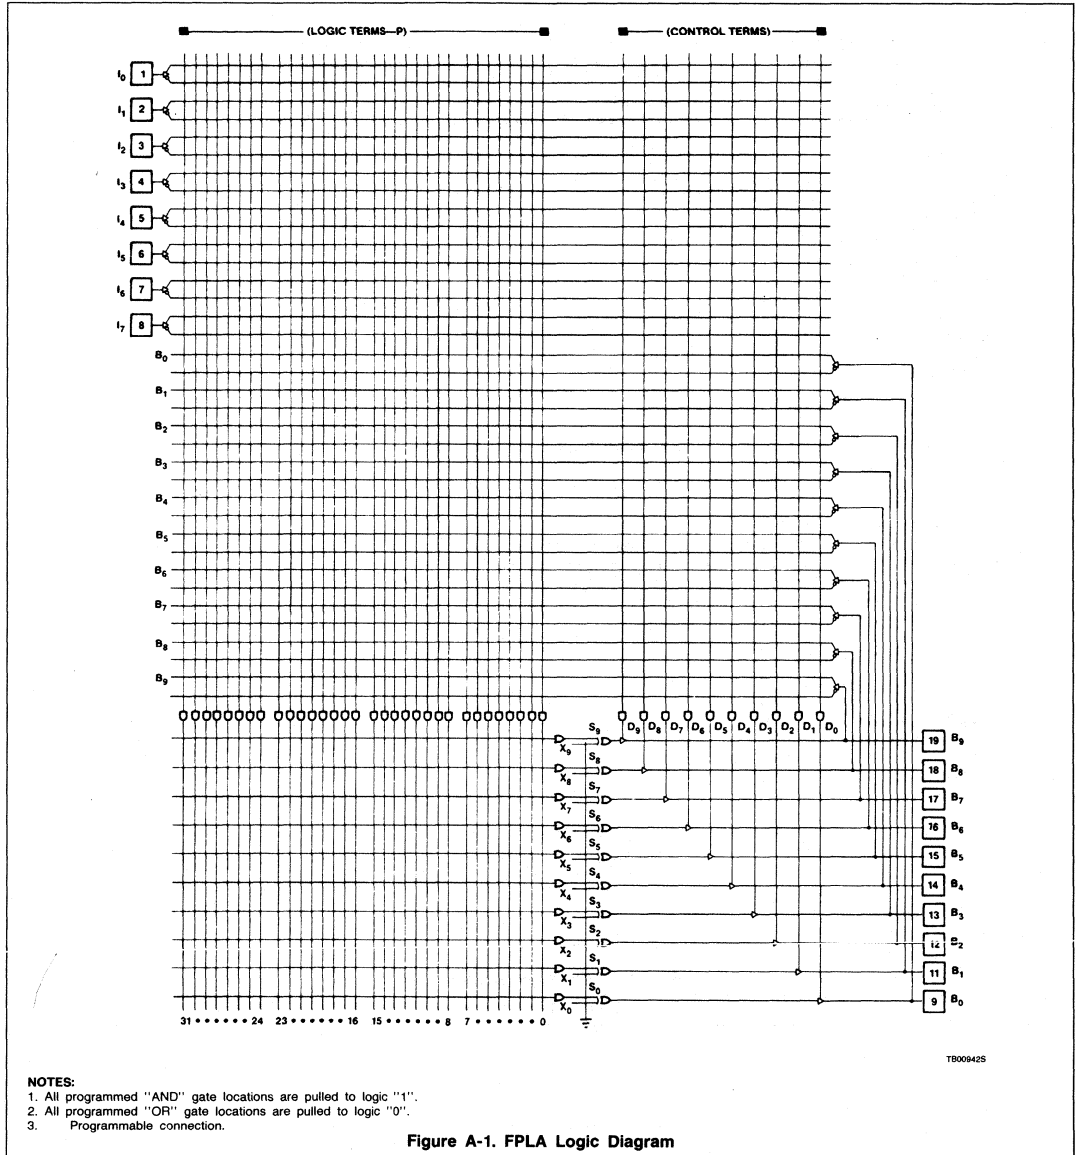 (LOGIC TERMS—P) (CONTROL TERMS)
I0 1
I1 2
I2 3
I3 4
I4 5
I5 6
I6 7
I7 8
B0
B1
B2
B3
B4
B5
B6
B7
B8
B9
S9 D9 D8 D7 D6 D5 D4 D3 D2 D1 D0
X9 19 B9
S8
X8 18 B8
S7
X7 17 B7
S6
X6 16 B6
S5
X5 15 B5
S4
X4 14 B4
S3
X3 13 B3
S2
X2 12 B2
S1
X1 11 B1
S0
X0 9 B0
31 • • • • • • 24 23 • • • • • • 16 15 • • • • • • 8 7 • • • • • • 0
TB00942S
NOTES:
1. All programmed "AND" gate locations are pulled to logic "1".
2. All programmed "OR" gate locations are pulled to logic "0".
3. Programmable connection.
Figure A-1. FPLA Logic Diagram